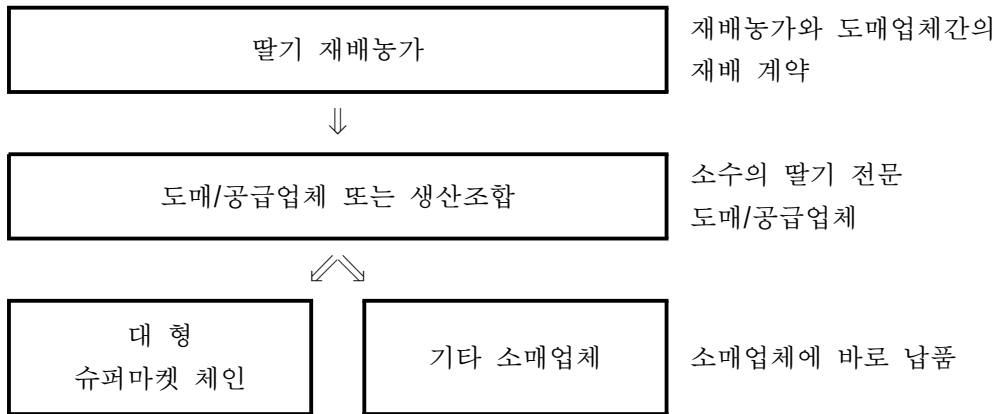 딸기 재배농가
재배농가와 도매업체간의
재배 계약
⇓
도매/공급업체 또는 생산조합
소수의 딸기 전문
도매/공급업체
대 형
슈퍼마켓 체인
기타 소매업체
소매업체에 바로 납품